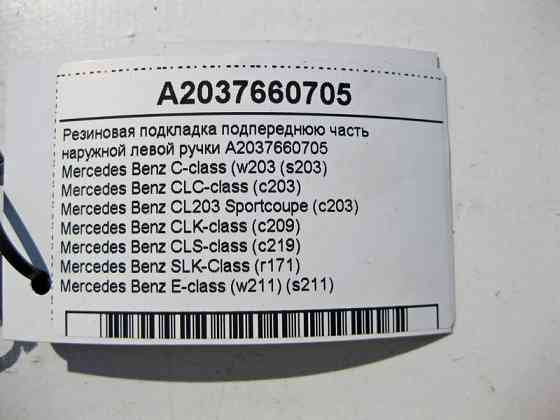 A2037660705
Резиновая подкладка подпереднюю часть
наружной левой ручки A2037660705
Mercedes Benz C-class (w203 (s203)
Mercedes Benz CLC-class (c203)
Mercedes Benz CL203 Sportcoupe (c203)
Mercedes Benz CLK-class (c209)
Mercedes Benz CLS-class (c219)
Mercedes Benz SLK-Class (r171)
Mercedes Benz E-class (w211) (s211)